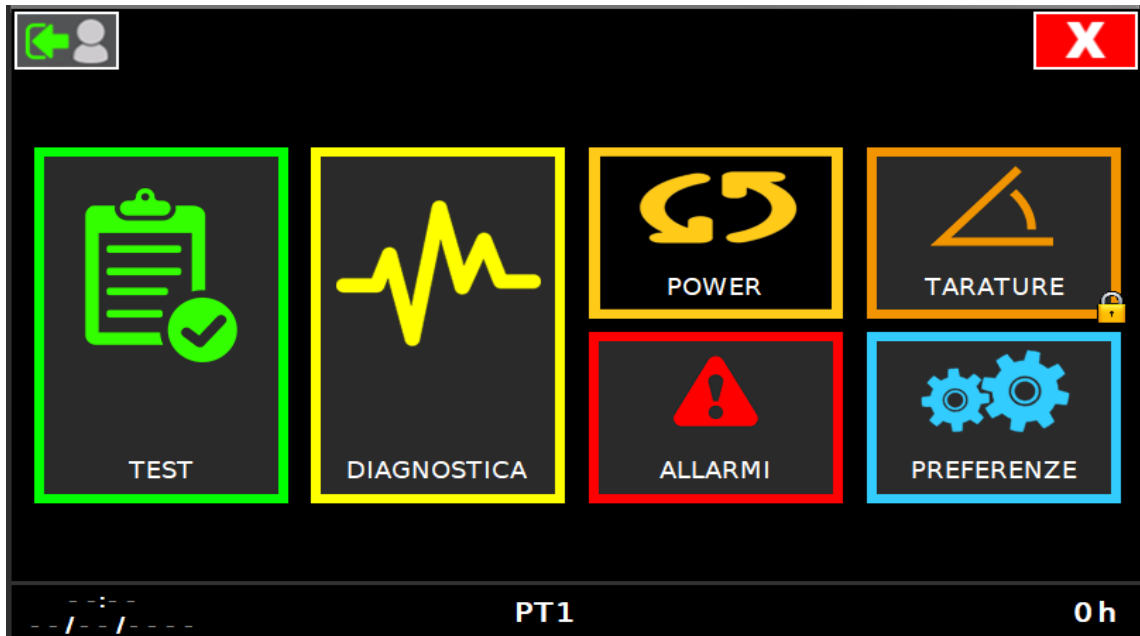 X
POWER
TARATURE
TEST
DIAGNOSTICA
ALLARMI
PREFERENZE
--:--
--/--/----
PT1
0 h